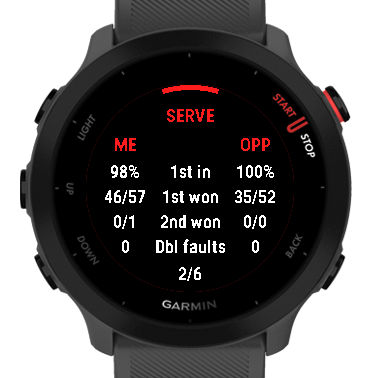 SERVE
START
STOP
LIGHT
ME OPP
98% 1st in 100%
46/57 1st won 35/52
UP
0/1 2nd won 0/0
0 Dbl faults 0
DOWN
BACK
2/6
GARMIN